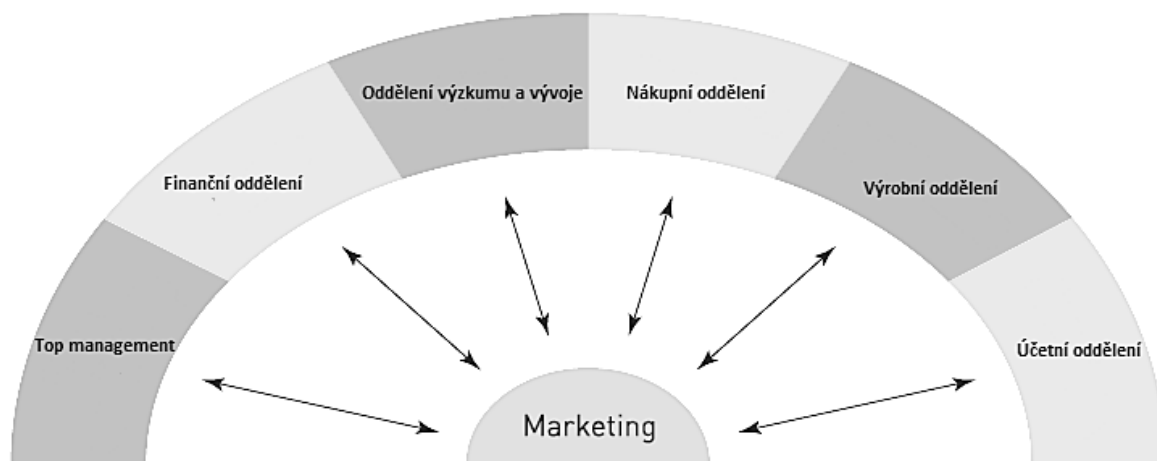 Oddělení výzkumu a vývoje
Nákupní oddělení
Finanční oddělení
Výrobní oddělení
Top management
Účetní oddělení
Marketing